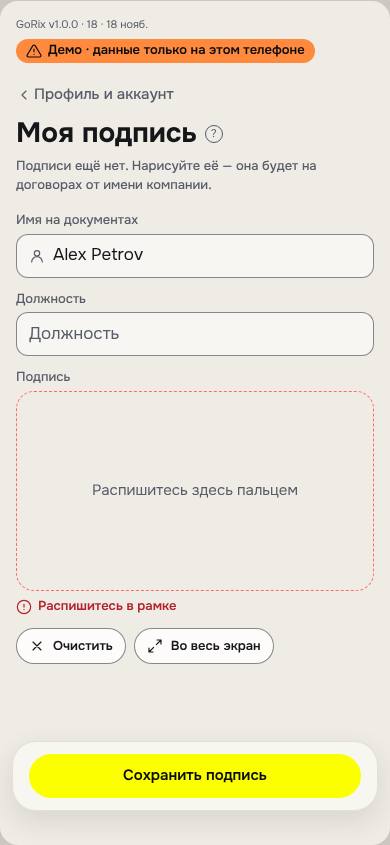 GoRix v1.0.0 · 18 · 18 нояб.
Демо · данные только на этом телефоне
Профиль и аккаунт
Моя подпись ?
Подписи ещё нет. Нарисуйте её — она будет на
договорах от имени компании.
Имя на документах
Alex Petrov
Должность
Должность
Подпись
Распишитесь здесь пальцем
Распишитесь в рамке
Очистить
Во весь экран
Сохранить подпись